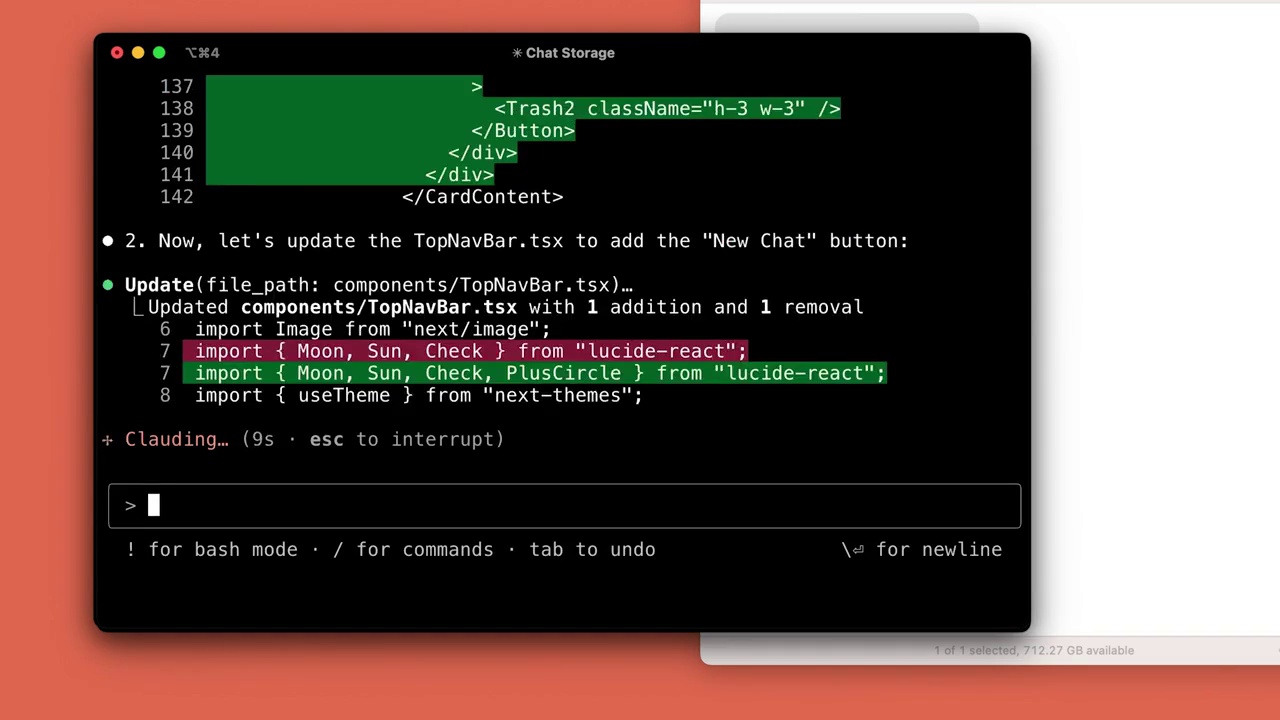 ⌥⌘4
✳ Chat Storage
137 >
138 <Trash2 className="h-3 w-3" />
139 </Button>
140 </div>
141 </div>
142 </CardContent>
● 2. Now, let's update the TopNavBar.tsx to add the "New Chat" button:
● Update(file_path: components/TopNavBar.tsx)…
⎿ Updated components/TopNavBar.tsx with 1 addition and 1 removal
6 import Image from "next/image";
7 import { Moon, Sun, Check } from "lucide-react";
7 import { Moon, Sun, Check, PlusCircle } from "lucide-react";
8 import { useTheme } from "next-themes";
✢ Clauding… (9s · esc to interrupt)
>
! for bash mode · / for commands · tab to undo
\⏎ for newline
1 of 1 selected, 712.27 GB available